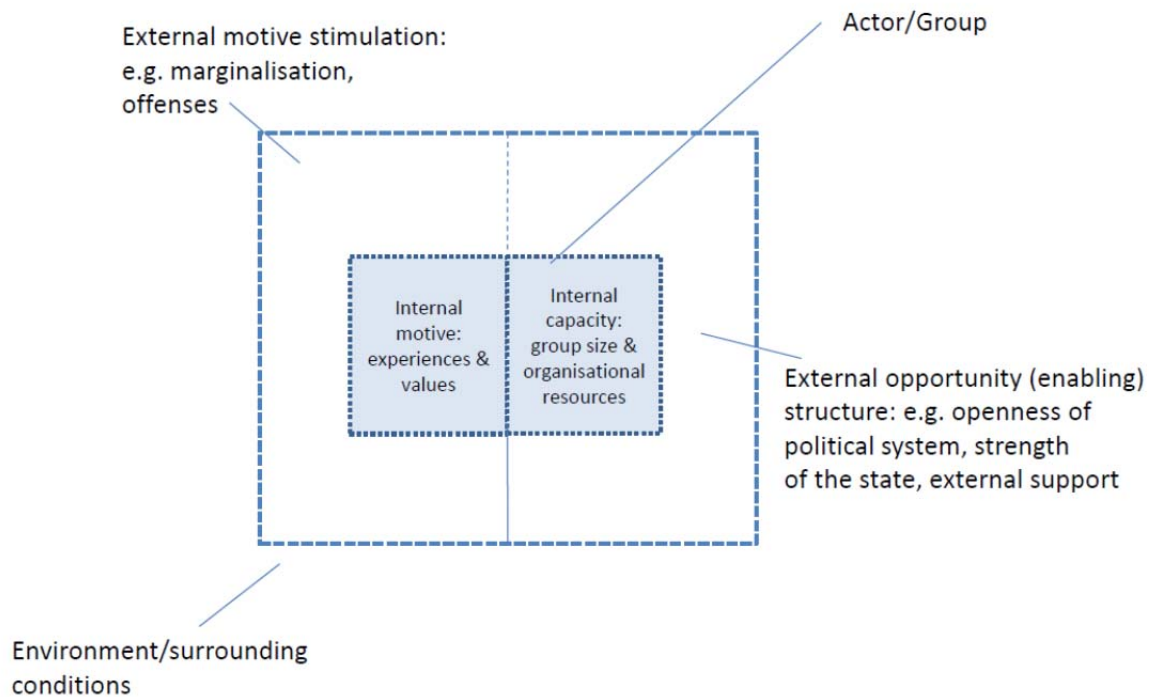 External motive stimulation:
e.g. marginalisation,
offenses
Actor/Group
Internal
motive:
experiences &
values
Internal
capacity:
group size &
organisational
resources
External opportunity (enabling)
structure: e.g. openness of
political system, strength
of the state, external support
Environment/surrounding
conditions